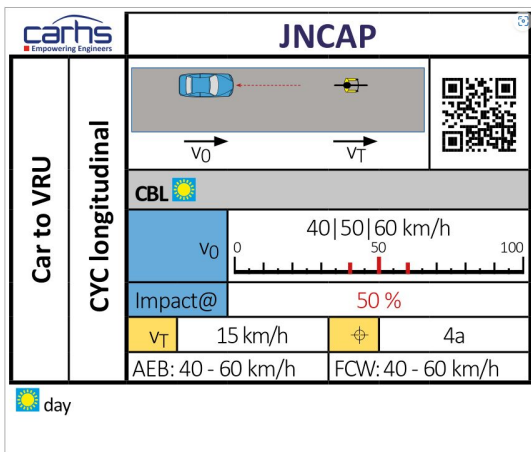 carhs
Empowering Engineers
JNCAP
Car to VRU
CYC longitudinal
v0
vT
CBL
v0
40|50|60 km/h
0 50 100
Impact@ 50 %
vT 15 km/h 4a
AEB: 40 - 60 km/h FCW: 40 - 60 km/h
day